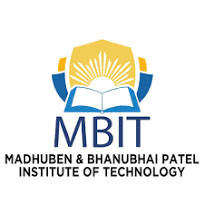 MBIT
MADHUBEN & BHANUBHAI PATEL
INSTITUTE OF TECHNOLOGY